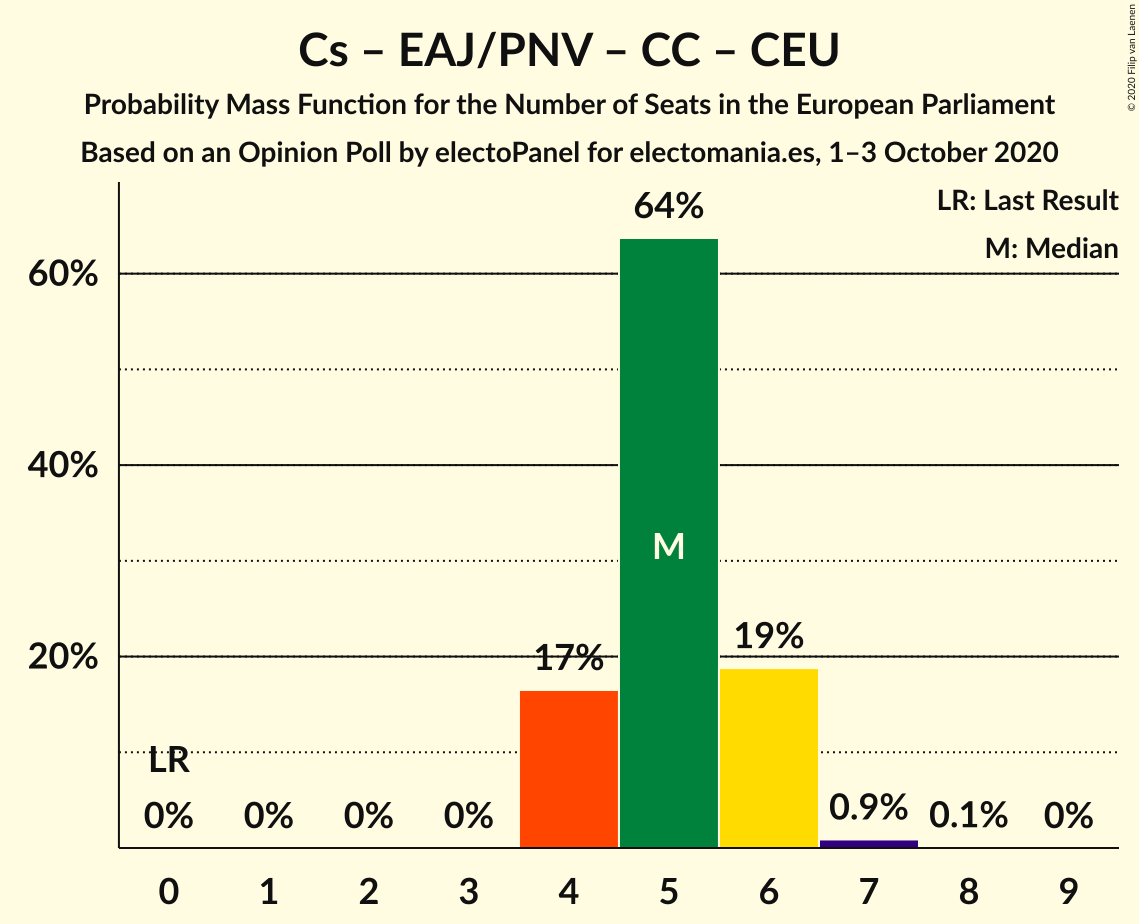 Cs – EAJ/PNV – CC – CEU
Probability Mass Function for the Number of Seats in the European Parliament
Based on an Opinion Poll by electoPanel for electomania.es, 1–3 October 2020
© 2020 Filip van Laenen
LR: Last Result
M: Median
64%
60%
40%
M
19%
17%
20%
LR
0% 0% 0% 0% 0.9% 0.1% 0%
0 1 2 3 4 5 6 7 8 9